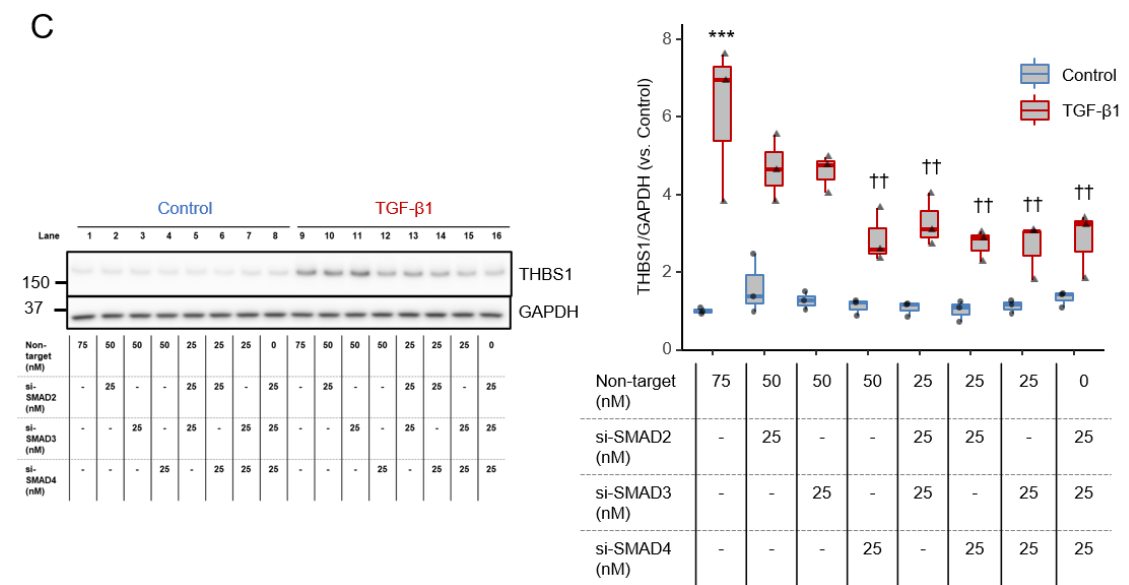 C
Control TGF-β1
Lane 1 2 3 4 5 6 7 8 9 10 11 12 13 14 15 16
THBS1
150
37
GAPDH
Non-
target
(nM)
75 50 50 50 25 25 25 0 75 50 50 50 25 25 25 0
si-
SMAD2
(nM)
- 25 - - 25 25 - 25 - 25 - - 25 25 - 25
si-
SMAD3
(nM)
- - 25 - 25 - 25 25 - - 25 - 25 - 25 25
si-
SMAD4
(nM)
- - - 25 - 25 25 25 - - - 25 - 25 25 25
THBS1/GAPDH (vs. Control)
8
6
4
2
0
***
††
††
††
††
††
Control
TGF-β1
Non-target
(nM)
75 50 50 50 25 25 25 0
si-SMAD2
(nM)
- 25 - - 25 25 - 25
si-SMAD3
(nM)
- - 25 - 25 - 25 25
si-SMAD4
(nM)
- - - 25 - 25 25 25